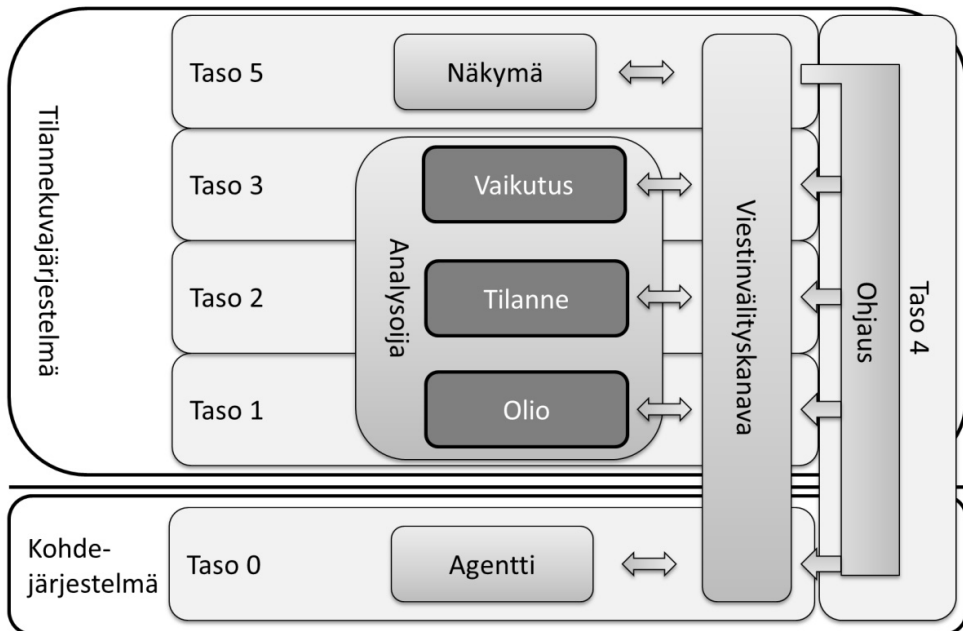 Tilannekuvajärjestelmä
Taso 5
Näkymä
Taso 3
Vaikutus
Taso 2
Tilanne
Taso 1
Olio
Analysoija
Viestinvälityskanava
Ohjaus
Taso 4
Kohde-
järjestelmä
Taso 0
Agentti